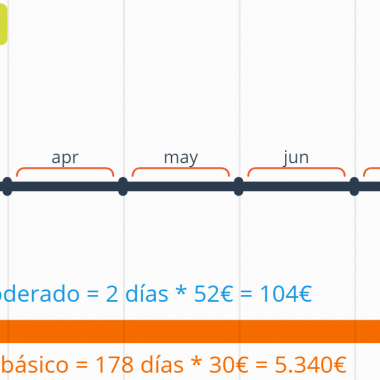 apr may jun
oderado = 2 días * 52€ = 104€
básico = 178 días * 30€ = 5.340€